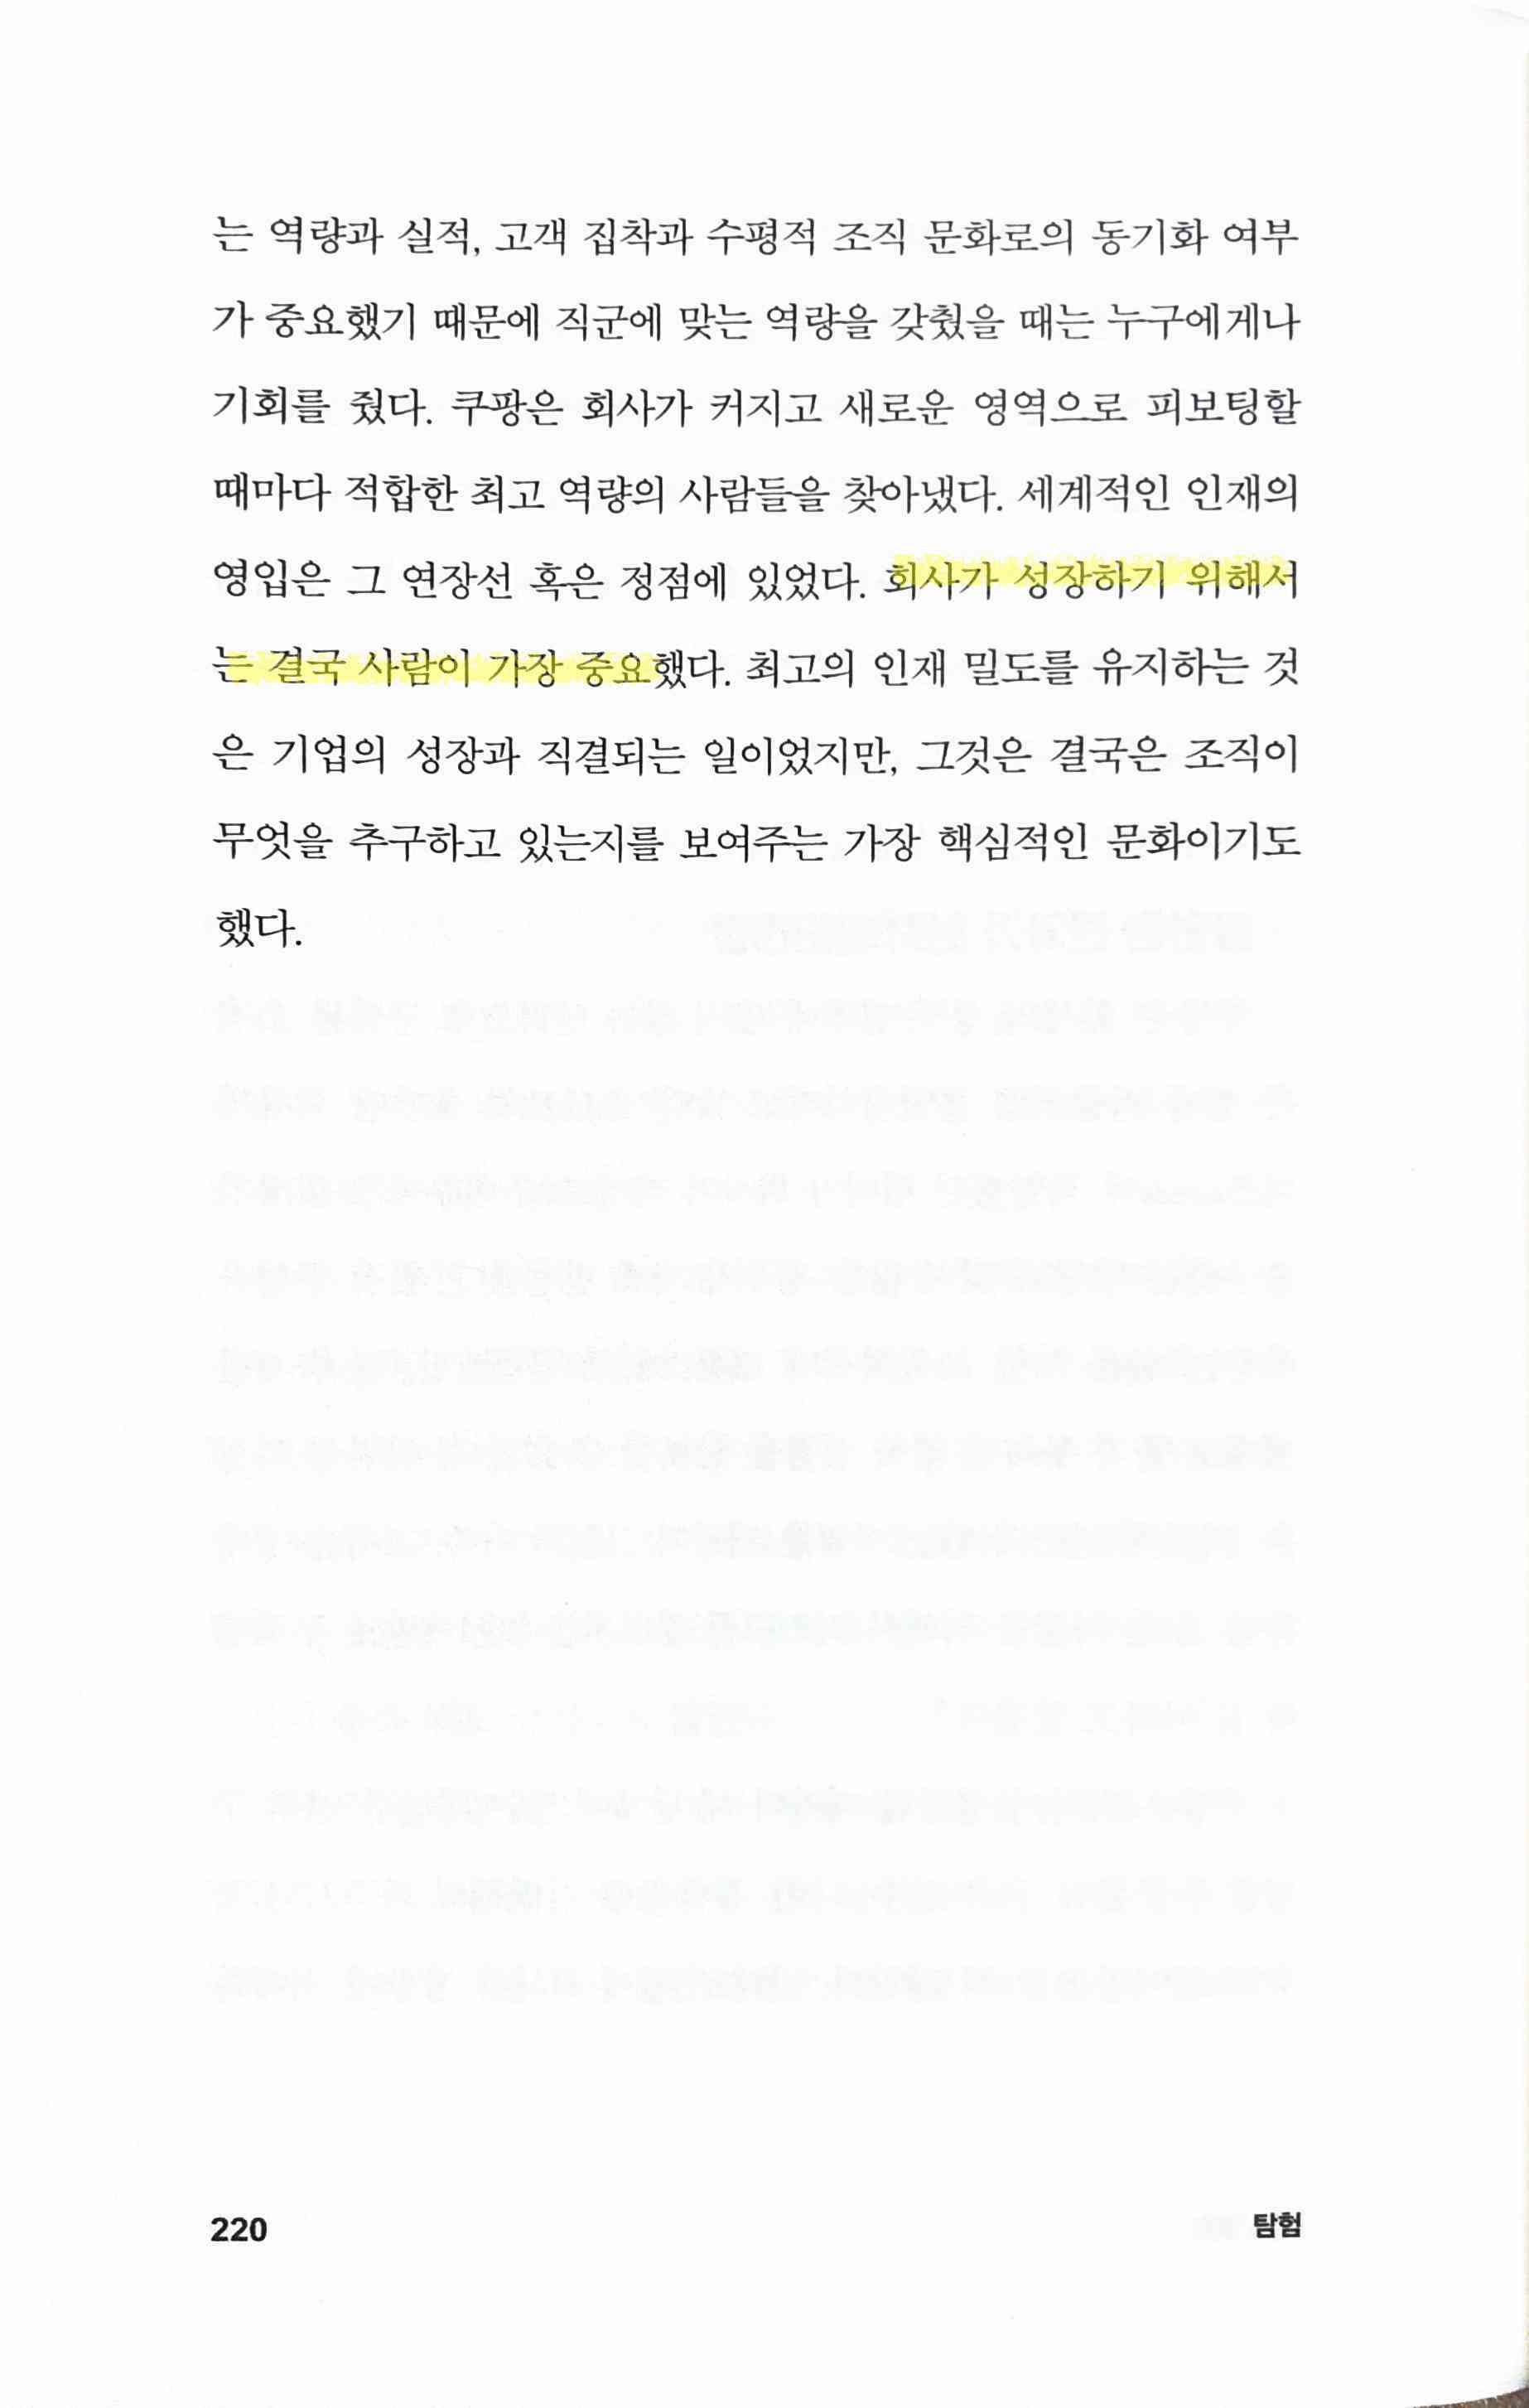 는 역량과 실적, 고객 집착과 수평적 조직 문화로의 동기화 여부
가 중요했기 때문에 직군에 맞는 역량을 갖췄을 때는 누구에게나
기회를 줬다. 쿠팡은 회사가 커지고 새로운 영역으로 피보팅할
때마다 적합한 최고 역량의 사람들을 찾아냈다. 세계적인 인재의
영입은 그 연장선 혹은 정점에 있었다. 회사가 성장하기 위해서
는 결국 사람이 가장 중요했다. 최고의 인재 밀도를 유지하는 것
은 기업의 성장과 직결되는 일이었지만, 그것은 결국은 조직이
무엇을 추구하고 있는지를 보여주는 가장 핵심적인 문화이기도
했다.
220 탐험